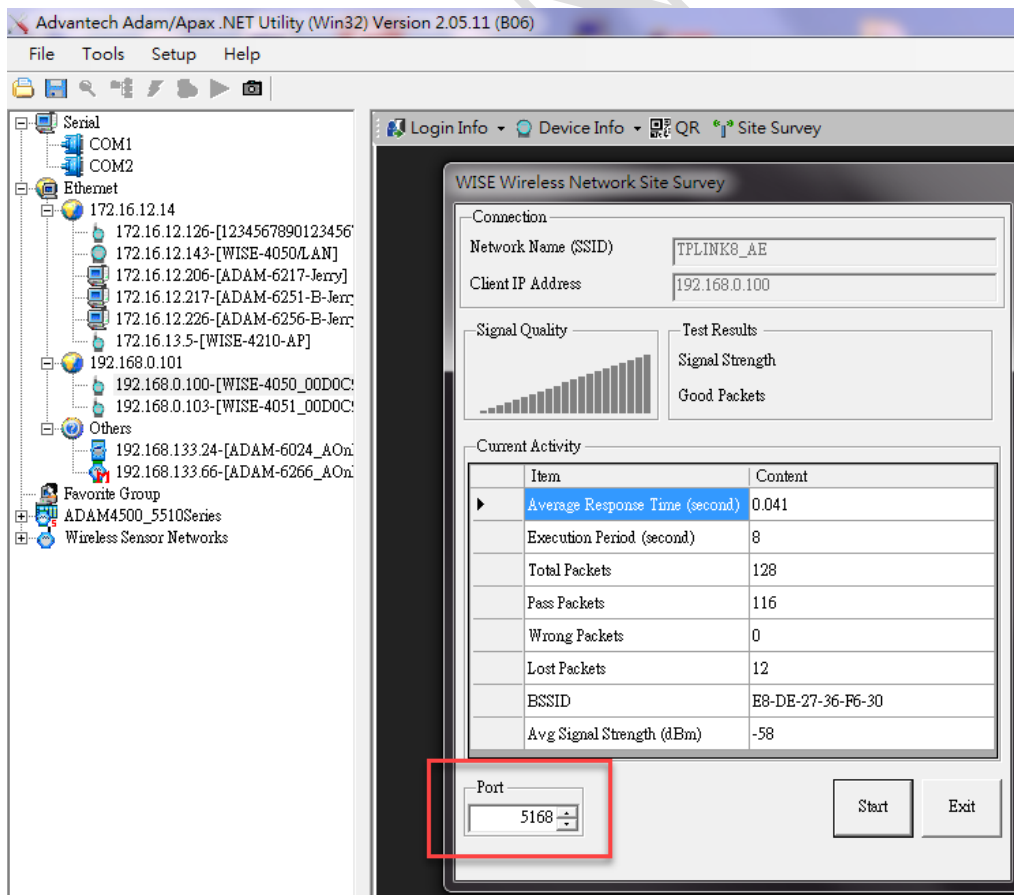 Advantech Adam/Apax .NET Utility (Win32) Version 2.05.11 (B06)
File Tools Setup Help
Serial
COM1
COM2
Ethernet
172.16.12.14
172.16.12.126-[1234567890123456
172.16.12.143-[WISE-4050/LAN]
172.16.12.206-[ADAM-6217-Jerry]
172.16.12.217-[ADAM-6251-B-Jerr
172.16.12.226-[ADAM-6256-B-Jerr
172.16.13.5-[WISE-4210-AP]
192.168.0.101
192.168.0.100-[WISE-4050_00D0C
192.168.0.103-[WISE-4051_00D0C
Others
192.168.133.24-[ADAM-6024_AOn
192.168.133.66-[ADAM-6266_AOn
Favorite Group
ADAM4500_5510Series
Wireless Sensor Networks
Login Info Device Info QR Site Survey
WISE Wireless Network Site Survey
Connection
Network Name (SSID) TPLINK8_AE
Client IP Address 192.168.0.100
Signal Quality
Test Results
Signal Strength
Good Packets
Current Activity
Item Content
Average Response Time (second) 0.041
Execution Period (second) 8
Total Packets 128
Pass Packets 116
Wrong Packets 0
Lost Packets 12
BSSID E8-DE-27-36-F6-30
Avg Signal Strength (dBm) -58
Port
5168
Start Exit